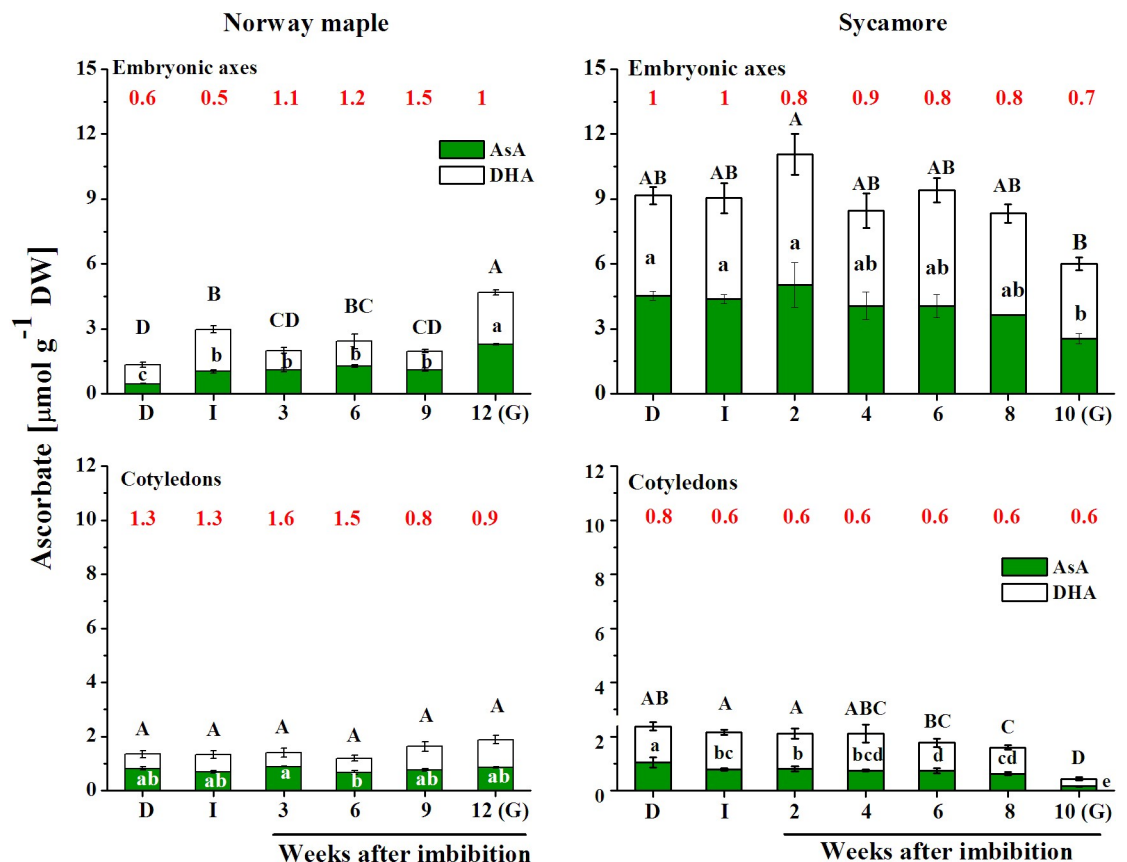 Norway maple
Sycamore
Ascorbate [µmol g-1 DW]
Embryonic axes
0.6 0.5 1.1 1.2 1.5 1
AsA
DHA
15
12
9
6
3
0
D B CD BC CD A
c b b b b a
D I 3 6 9 12 (G)
Embryonic axes
1 1 0.8 0.9 0.8 0.8 0.7
15
12
9
6
3
0
AB AB A AB AB AB B
a a a ab ab ab b
D I 2 4 6 8 10 (G)
Cotyledons
1.3 1.3 1.6 1.5 0.8 0.9
12
10
8
6
4
2
0
A A A A A A
ab ab a b ab ab
D I 3 6 9 12 (G)
Weeks after imbibition
Cotyledons
0.8 0.6 0.6 0.6 0.6 0.6 0.6
AsA
DHA
12
10
8
6
4
2
0
AB A A ABC BC C D
a bc b bcd d cd e
D I 2 4 6 8 10 (G)
Weeks after imbibition